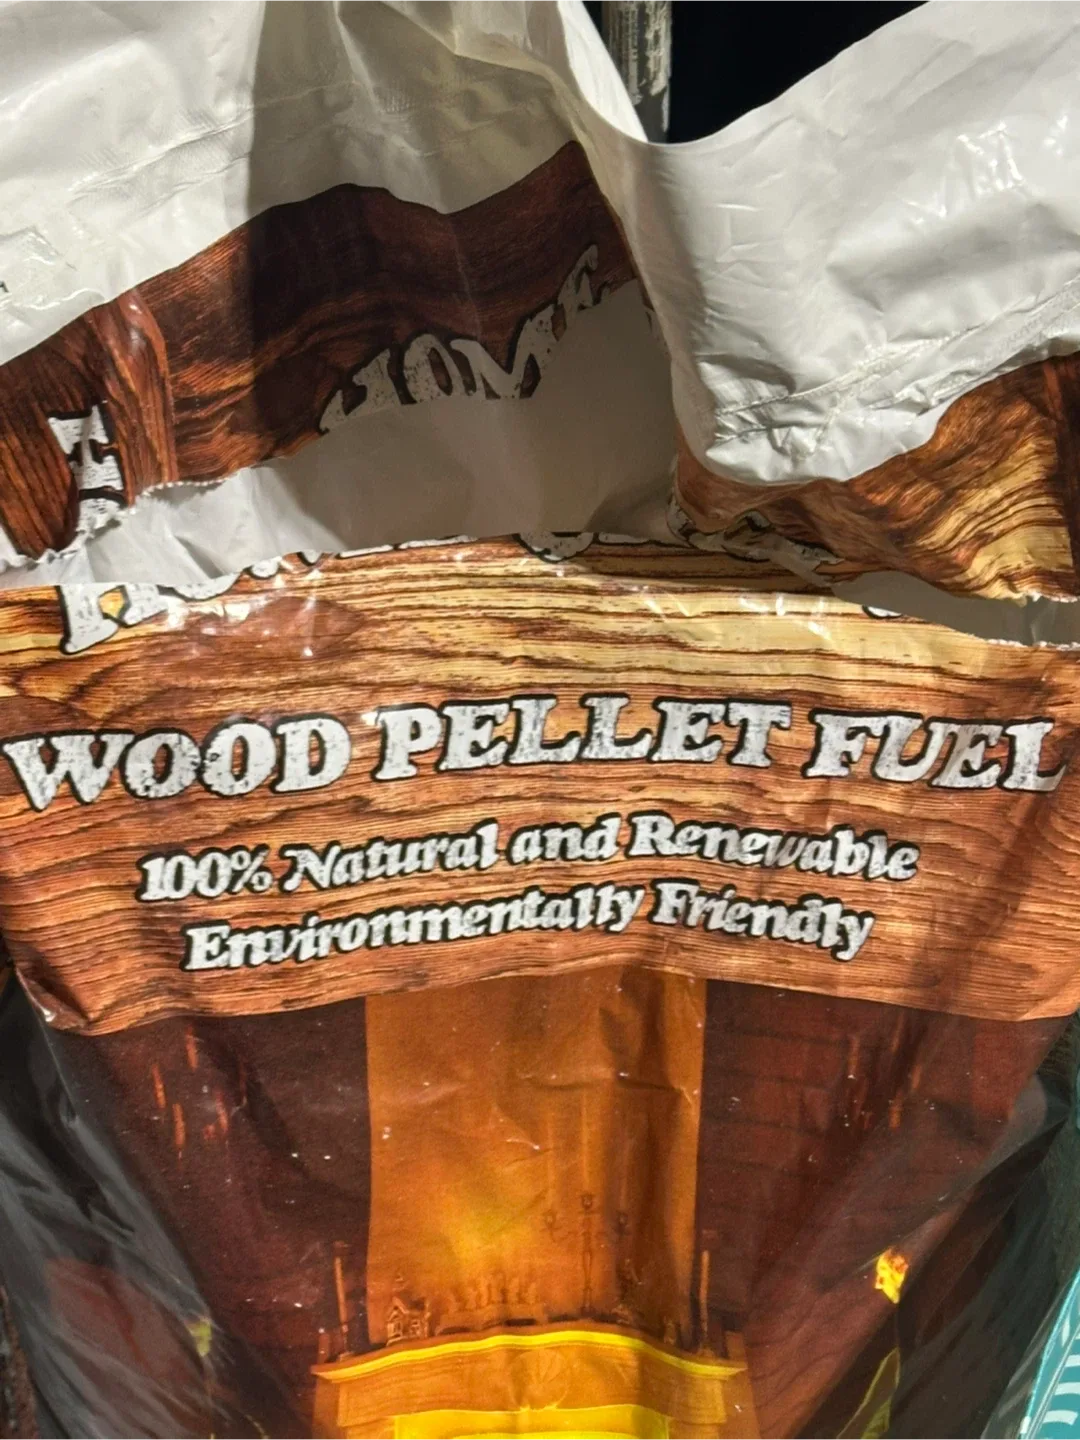 WOOD PELLET FUEL
100% Natural and Renewable
Environmentally Friendly